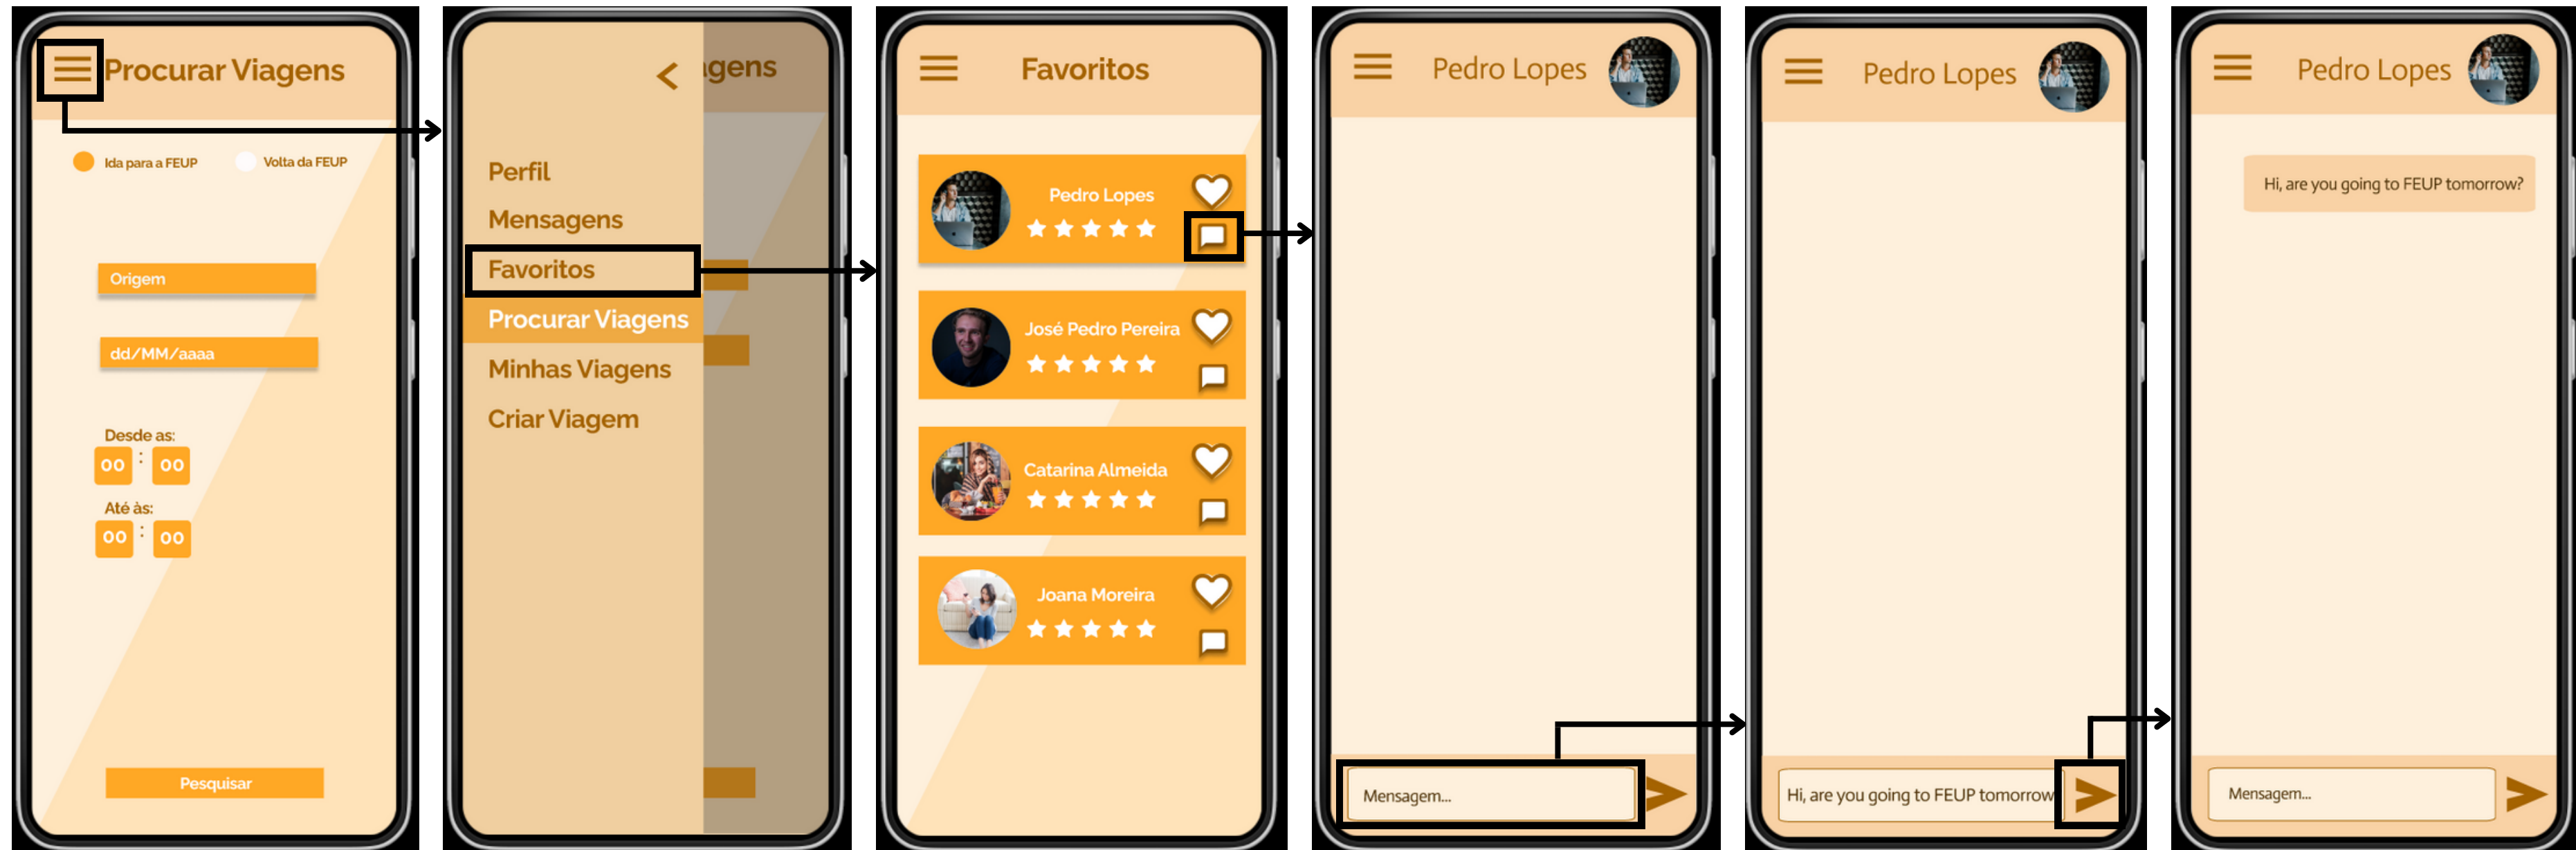 Procurar Viagens
Ida para a FEUP
Volta da FEUP
Origem
dd/MM/aaaa
Desde as:
00 : 00
Até às:
00 : 00
Pesquisar
agens
Perfil
Mensagens
Favoritos
Procurar Viagens
Minhas Viagens
Criar Viagem
Favoritos
Pedro Lopes
José Pedro Pereira
Catarina Almeida
Joana Moreira
Pedro Lopes
Mensagem...
Pedro Lopes
Hi, are you going to FEUP tomorrow
Pedro Lopes
Hi, are you going to FEUP tomorrow?
Mensagem...